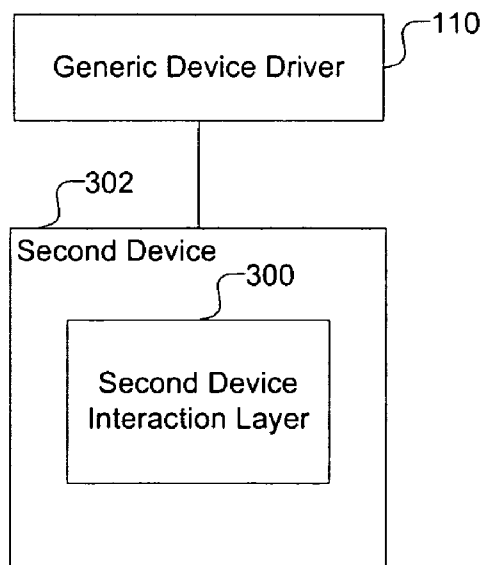 110
Generic Device Driver
302
Second Device
300
Second Device
Interaction Layer